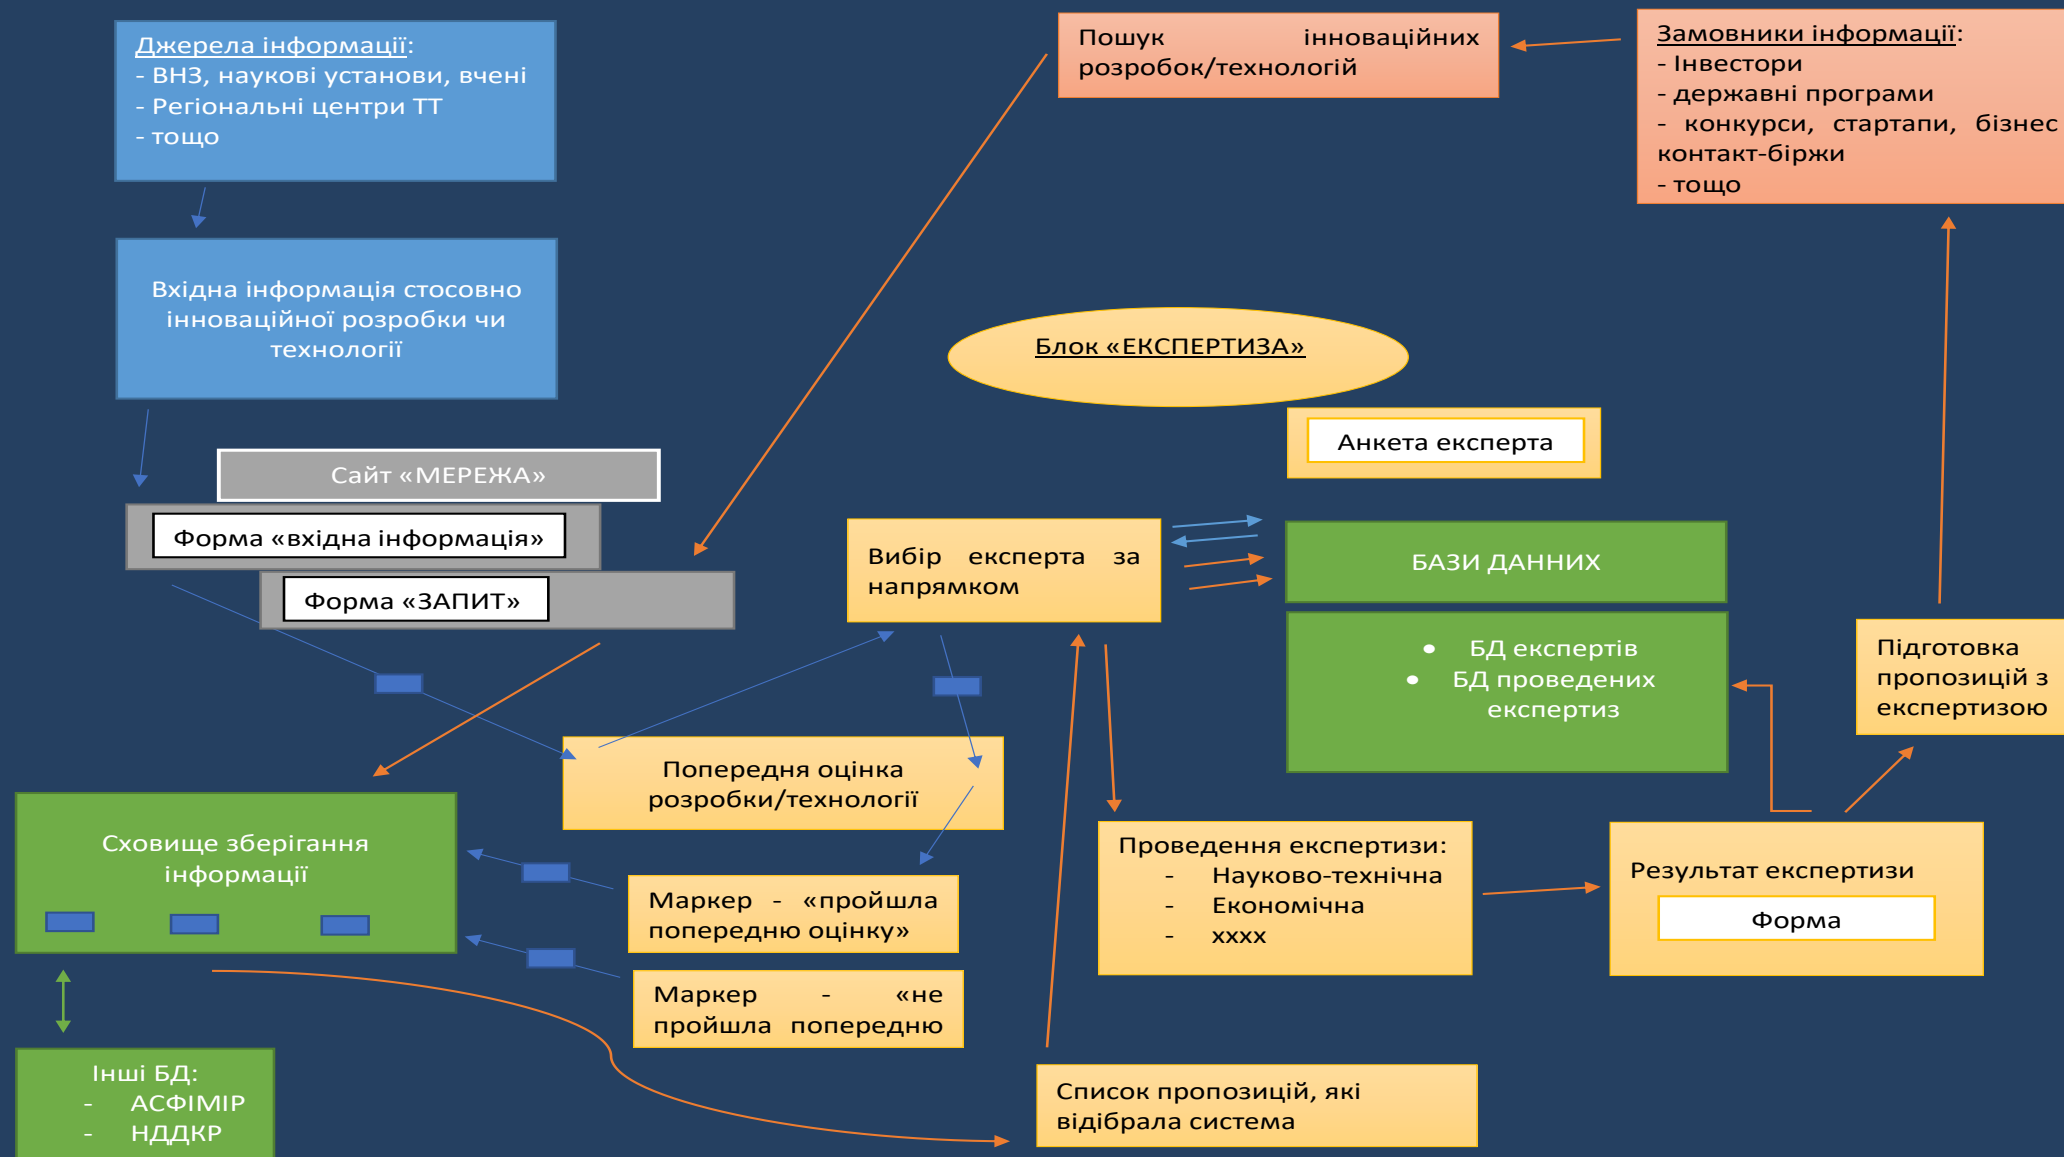 Джерела інформації:
- ВНЗ, наукові установи, вчені
- Регіональні центри ТТ
- тощо
Пошук інноваційних
розробок/технологій
Замовники інформації:
- Інвестори
- державні програми
- конкурси, стартапи, бізнес
контакт-біржи
- тощо
Вхідна інформація стосовно
інноваційної розробки чи
технології
Блок «ЕКСПЕРТИЗА»
Анкета експерта
Сайт «МЕРЕЖА»
Форма «вхідна інформація»
Форма «ЗАПИТ»
Вибір експерта за
напрямком
БАЗИ ДАННИХ
• БД експертів
• БД проведених
експертиз
Підготовка
пропозицій з
експертизою
Попередня оцінка
розробки/технології
Сховище зберігання
інформації
Маркер - «пройшла
попередню оцінку»
Маркер - «не
пройшла попередню
Проведення експертизи:
- Науково-технічна
- Економічна
- хххх
Результат експертизи
Форма
Інші БД:
- АСФІМІР
- НДДКР
Список пропозицій, які
відібрала система